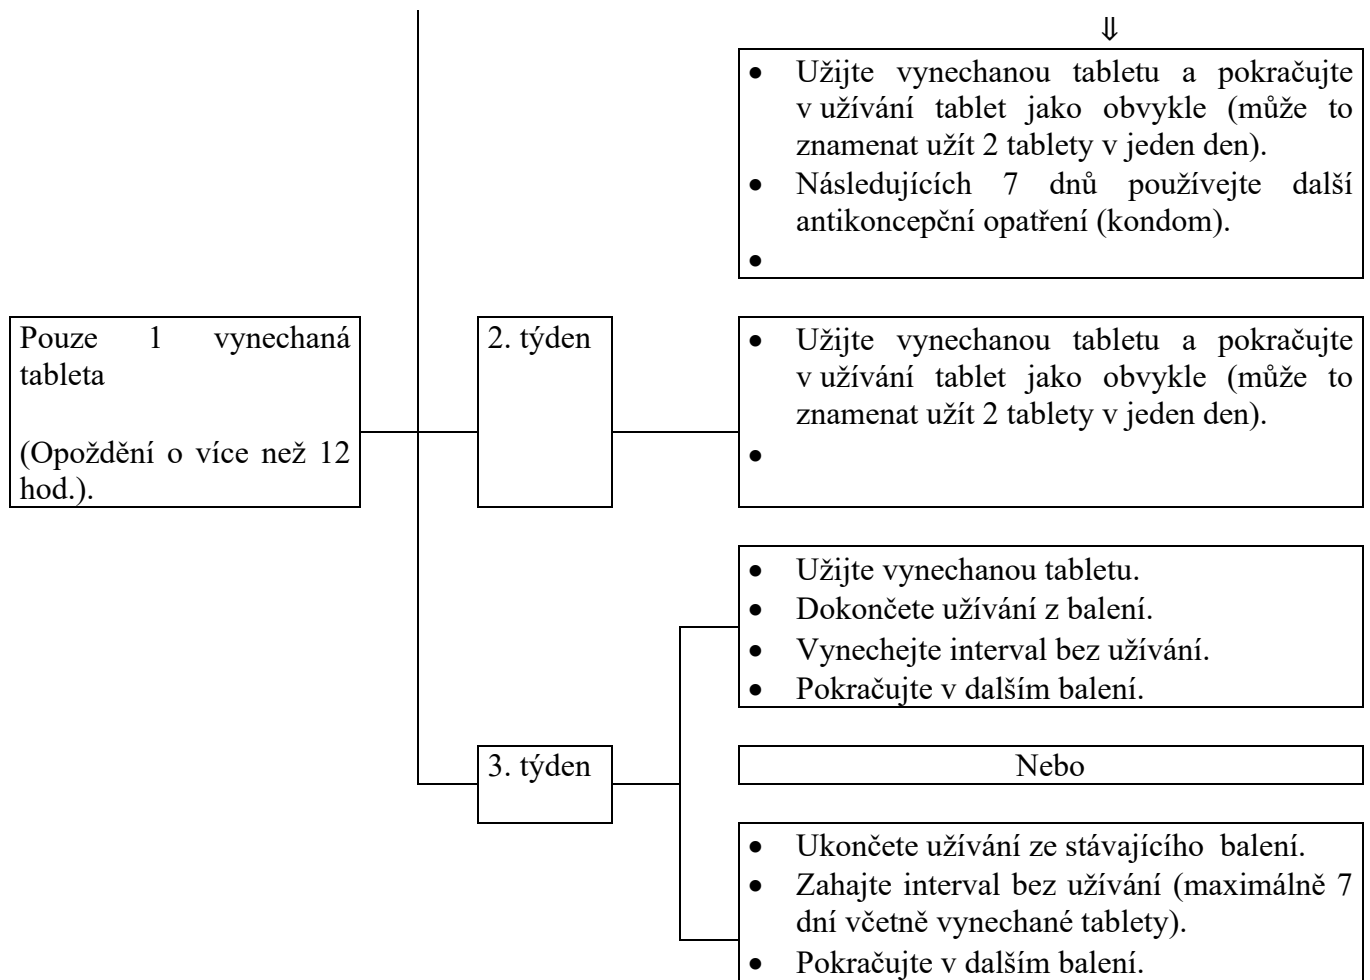 ⇓
• Užijte vynechanou tabletu a pokračujte
v užívání tablet jako obvykle (může to
znamenat užít 2 tablety v jeden den).
• Následujících 7 dnů používejte další
antikoncepční opatření (kondom).
•
Pouze 1 vynechaná
tableta
(Opoždění o více než 12
hod.).
2. týden
• Užijte vynechanou tabletu a pokračujte
v užívání tablet jako obvykle (může to
znamenat užít 2 tablety v jeden den).
•
• Užijte vynechanou tabletu.
• Dokončete užívání z balení.
• Vynechejte interval bez užívání.
• Pokračujte v dalším balení.
3. týden
Nebo
• Ukončete užívání ze stávajícího balení.
• Zahajte interval bez užívání (maximálně 7
dní včetně vynechané tablety).
• Pokračujte v dalším balení.